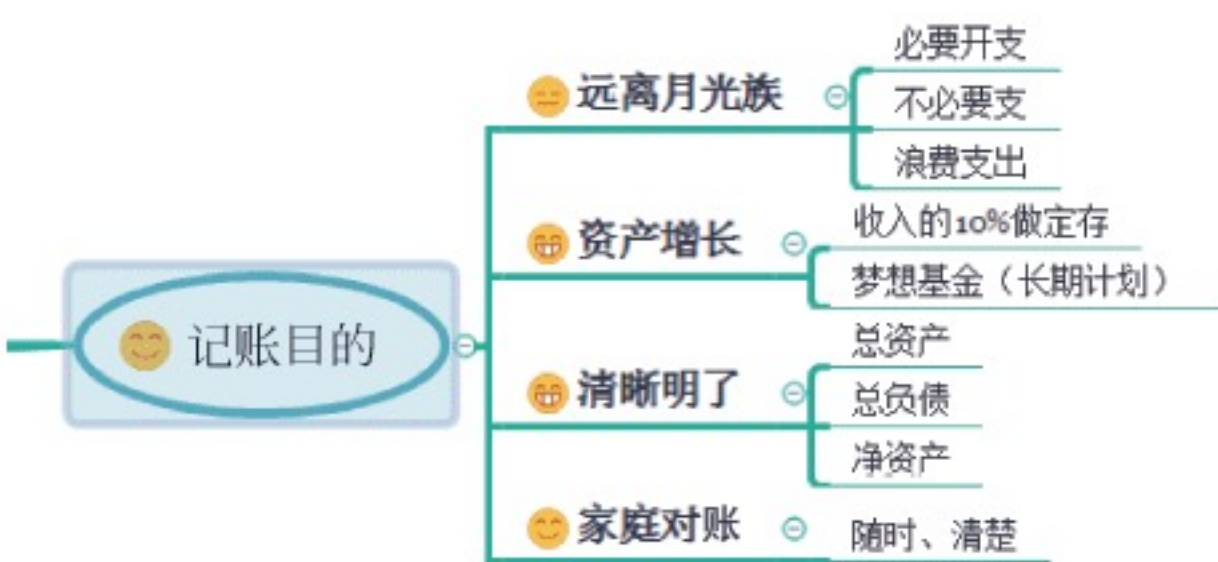 记账目的
远离月光族
必要开支
不必要支
浪费支出
资产增长
收入的10%做定存
梦想基金（长期计划）
清晰明了
总资产
总负债
净资产
家庭对账
随时、清楚